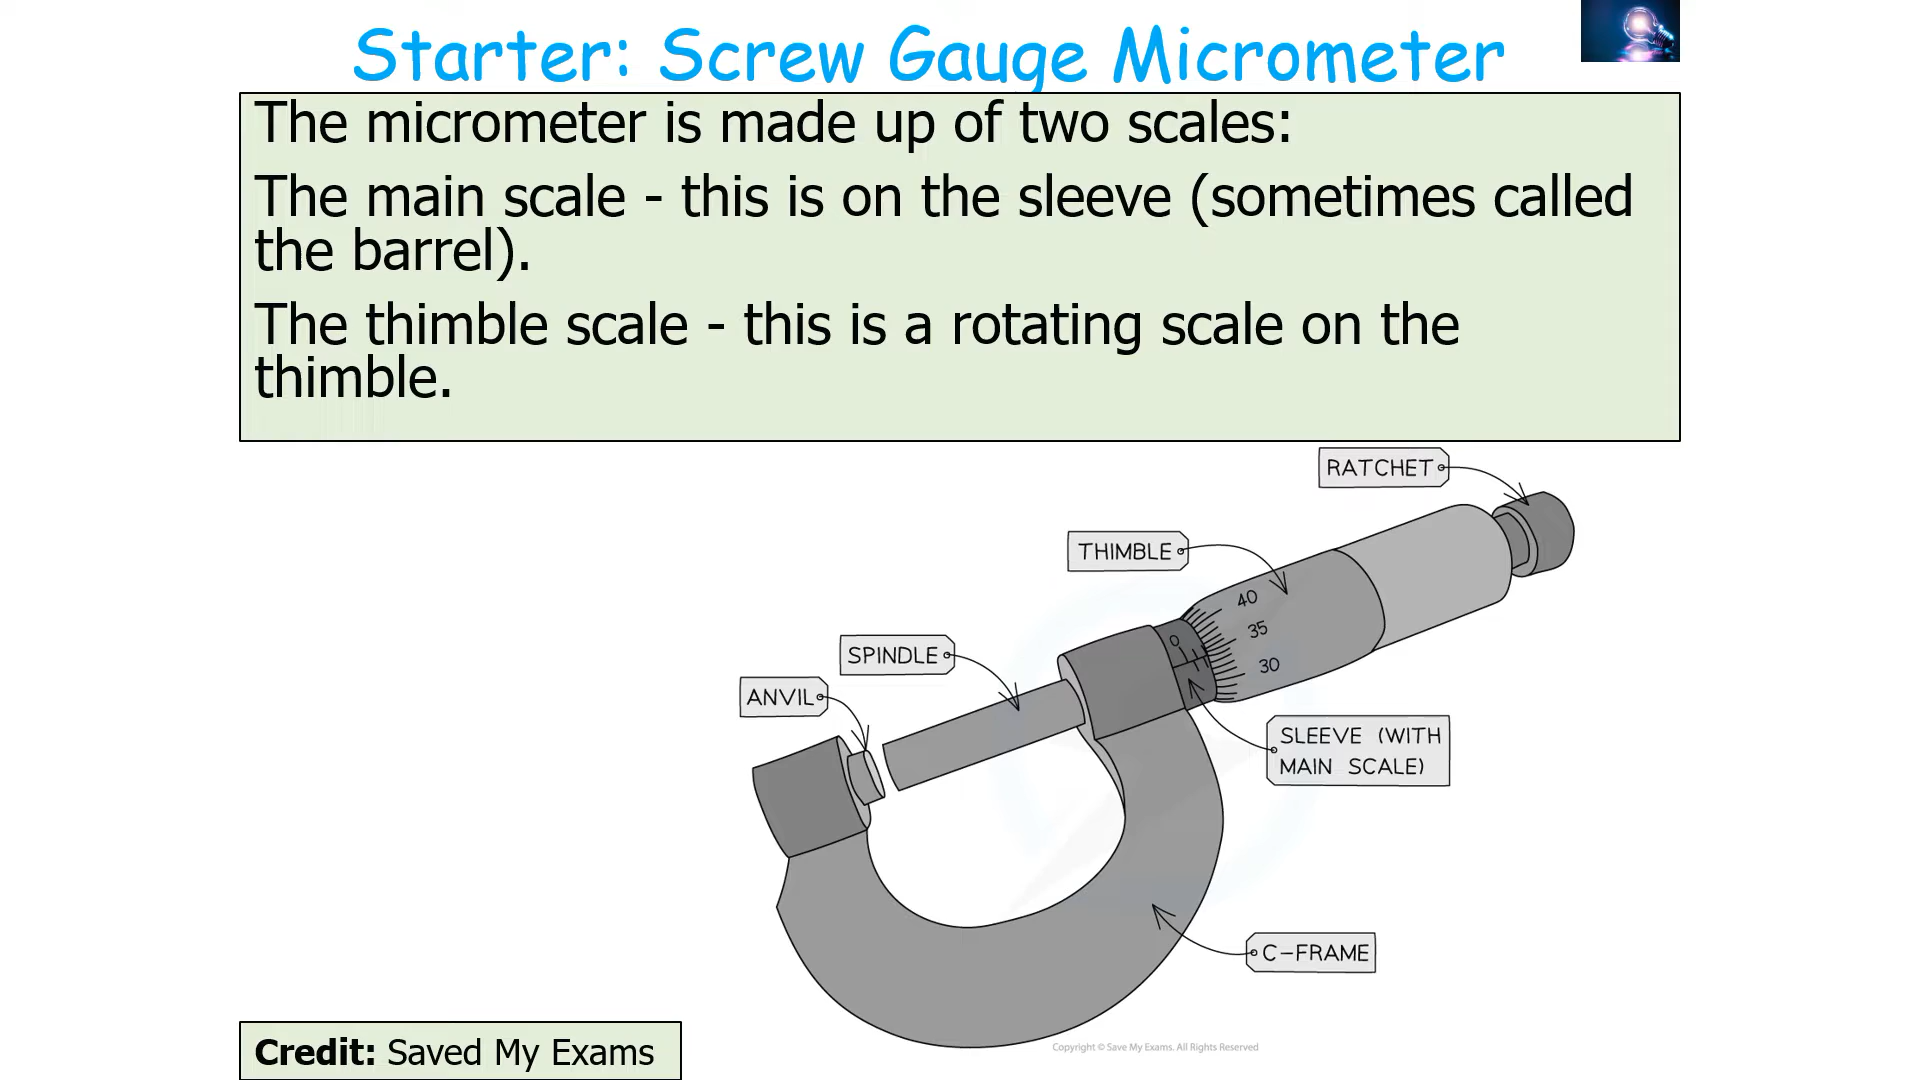 Starter: Screw Gauge Micrometer
The micrometer is made up of two scales:
The main scale - this is on the sleeve (sometimes called
the barrel).
The thimble scale - this is a rotating scale on the
thimble.
RATCHET
THIMBLE
40
35
30
0
SPINDLE
ANVIL
SLEEVE (WITH
MAIN SCALE)
C-FRAME
Copyright © Save My Exams. All Rights Reserved
Credit: Saved My Exams